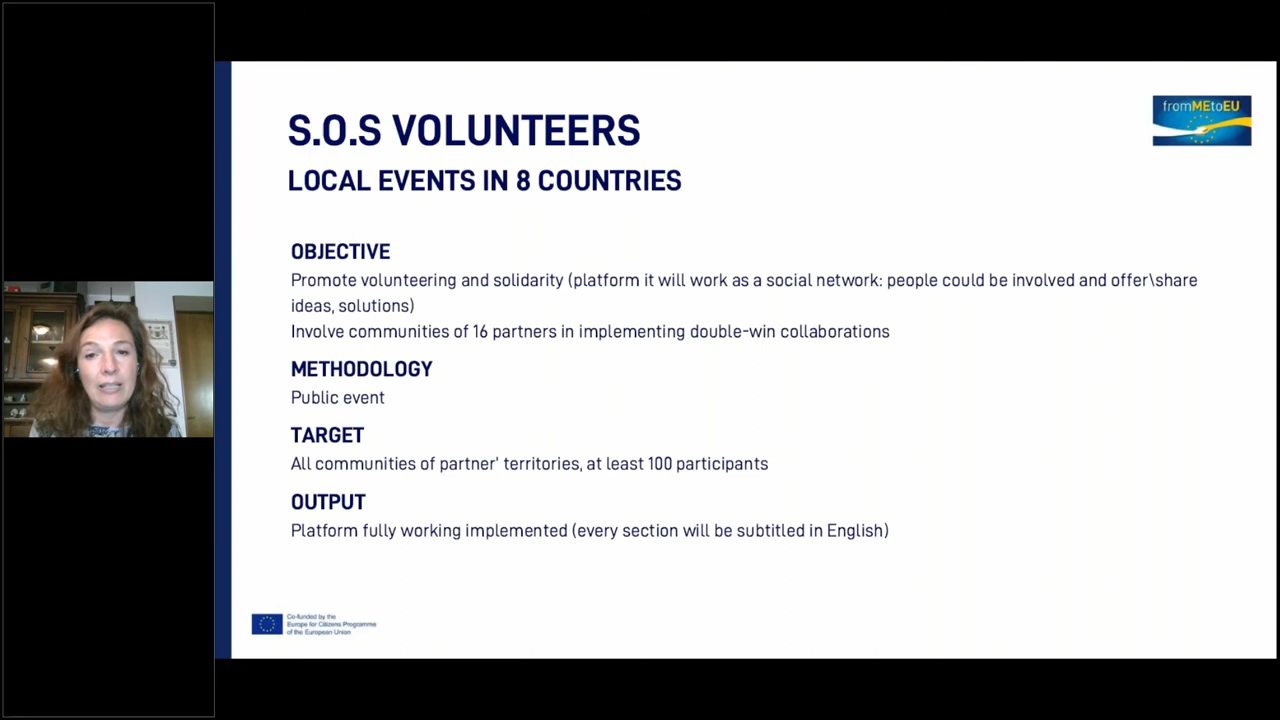 fromMEtoEU
S.O.S VOLUNTEERS
LOCAL EVENTS IN 8 COUNTRIES
OBJECTIVE
Promote volunteering and solidarity (platform it will work as a social network: people could be involved and offer\share
ideas, solutions)
Involve communities of 16 partners in implementing double-win collaborations
METHODOLOGY
Public event
TARGET
All communities of partner' territories, at least 100 participants
OUTPUT
Platform fully working implemented (every section will be subtitled in English)
Co-funded by the
Europe for Citizens Programme
of the European Union